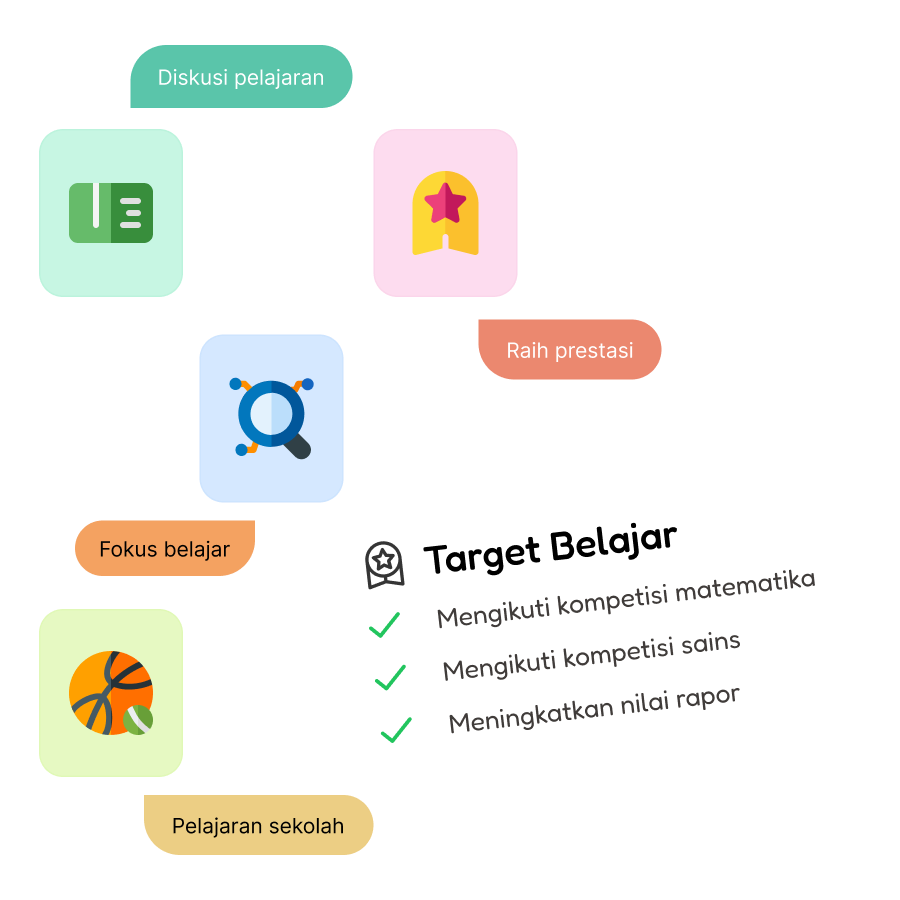 Diskusi pelajaran
Raih prestasi
Fokus belajar
Target Belajar
Mengikuti kompetisi matematika
Mengikuti kompetisi sains
Meningkatkan nilai rapor
Pelajaran sekolah